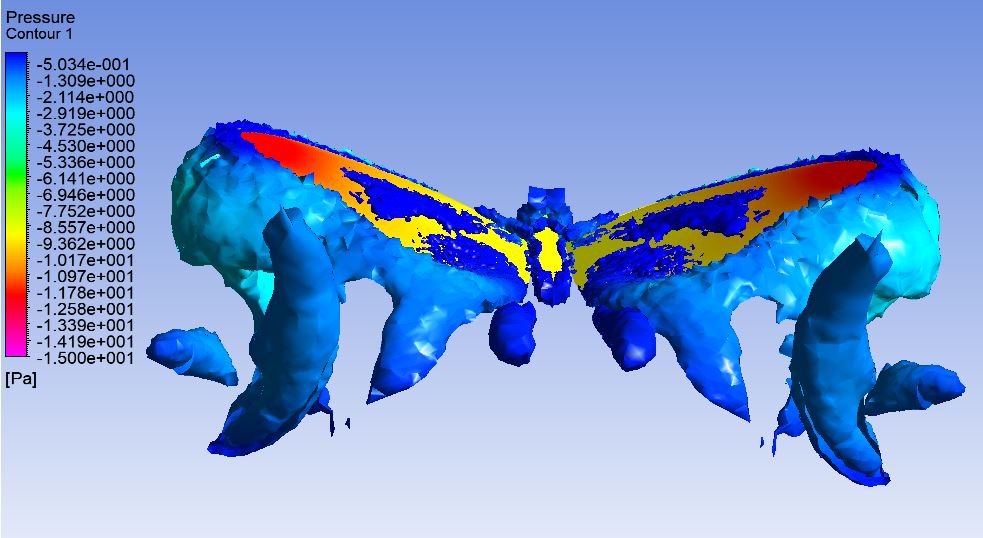 Pressure
Contour 1
-5.034e-001
-1.309e+000
-2.114e+000
-2.919e+000
-3.725e+000
-4.530e+000
-5.336e+000
-6.141e+000
-6.946e+000
-7.752e+000
-8.557e+000
-9.362e+000
-1.017e+001
-1.097e+001
-1.178e+001
-1.258e+001
-1.339e+001
-1.419e+001
-1.500e+001
[Pa]